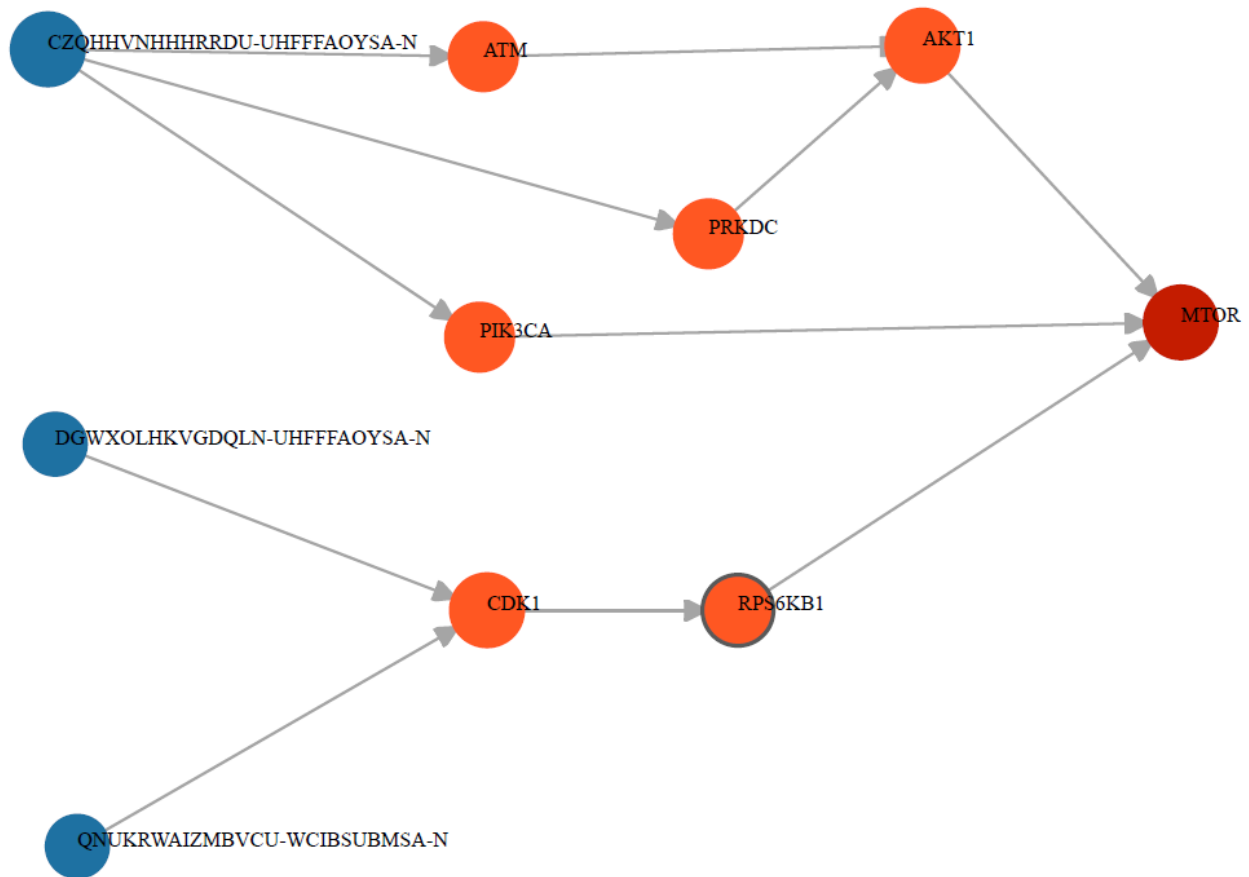 CZQHHVNHHHRRDU-UHFFFAOYSA-N
ATM
AKT1
PRKDC
PIK3CA
MTOR
DGWXOLHKVGDQLN-UHFFFAOYSA-N
CDK1
RPS6KB1
QNUKRWAIZMBVCU-WCIBSUBMSA-N